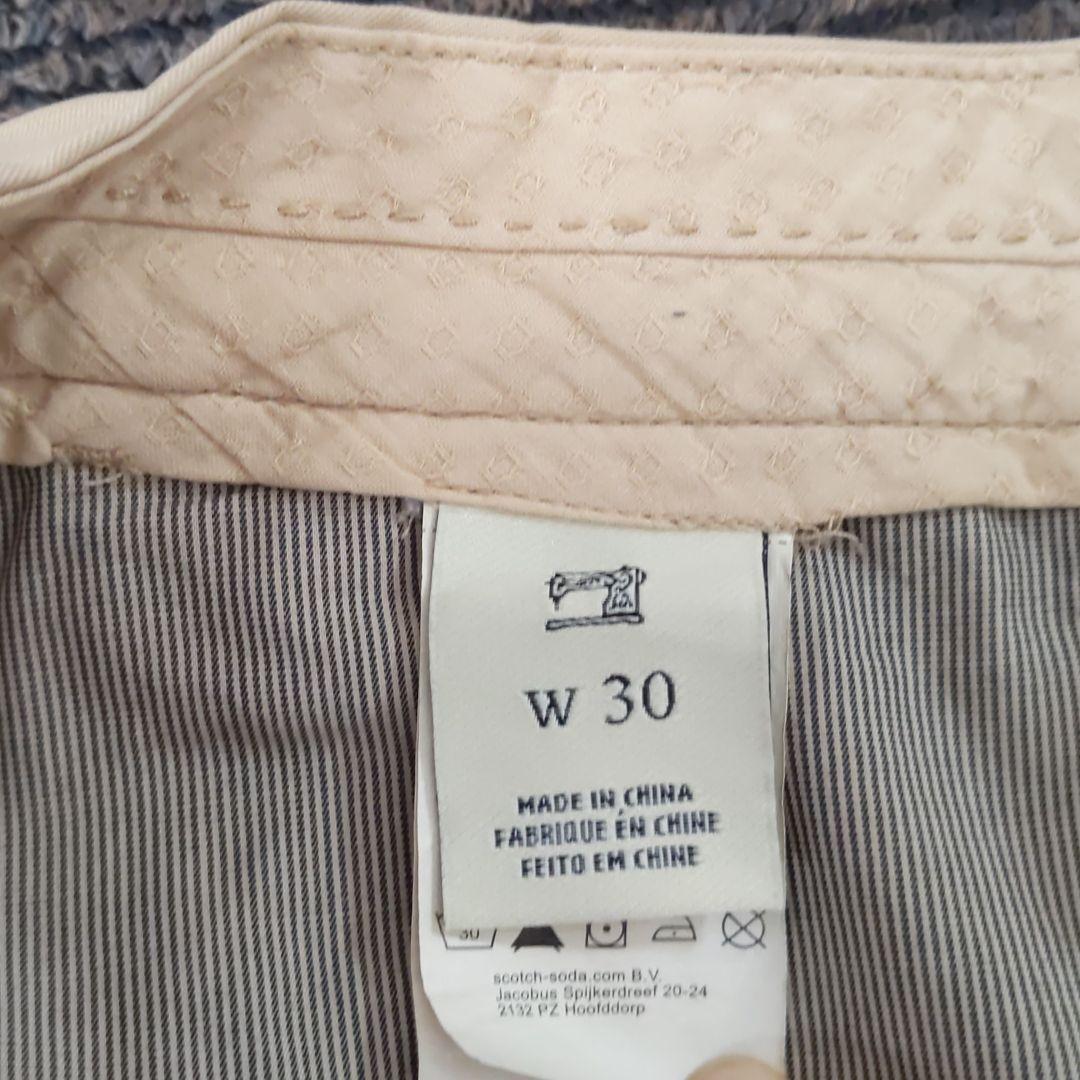 W 30
MADE IN CHINA
FABRIQUE EN CHINE
FEITO EM CHINE
30
scotch-soda.com B.V.
Jacobus Spijkerdreef 20-24
2132 PZ Hoofddorp